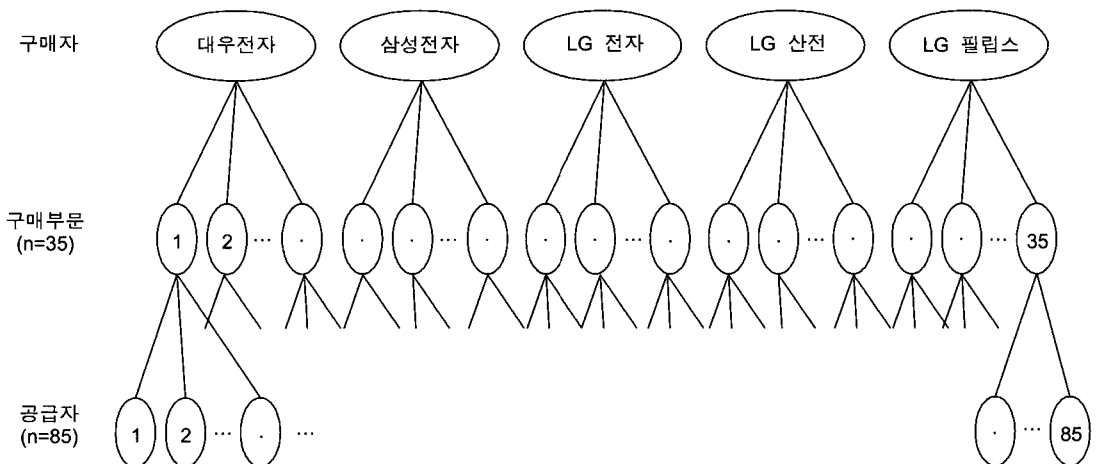 구매자
대우전자
삼성전자
LG 전자
LG 산전
LG 필립스
구매부문
(n=35)
1 2 ... . . . ... . . . ... . . . ... . . . ... 35
공급자
(n=85)
1 2 ... . ... . ... 85